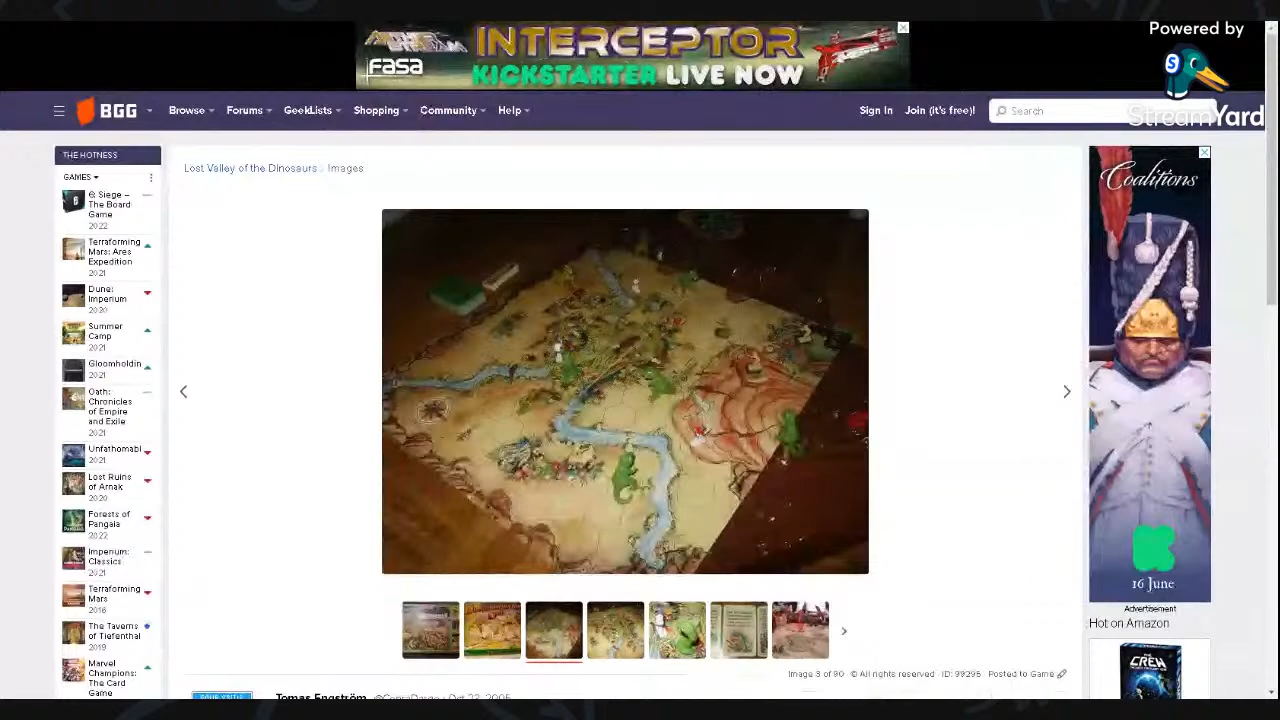 Powered by
StreamYard
INTERCEPTOR
FASA
KICKSTARTER LIVE NOW
BGG
Browse
Forums
GeekLists
Shopping
Community
Help
Sign In
Join (it's free)!
Search
THE HOTNESS
GAMES
6: Siege –
The Board
Game
2022
Terraforming
Mars: Ares
Expedition
2021
Dune:
Imperium
2020
Summer
Camp
2021
Gloomholdin
2021
Oath:
Chronicles
of Empire
and Exile
2021
Unfathomabl
2021
Lost Ruins
of Arnak
2020
Forests of
Pangaia
2022
Imperium:
Classics
2021
Terraforming
Mars
2016
The Taverns
of Tiefenthal
2019
Marvel
Champions:
The Card
Game
Lost Valley of the Dinosaurs
Images
Image 3 of 90
© All rights reserved
ID: 99295
Posted to Game
Tomas Engström
Oct 22, 2005
Coalitions
16 June
Advertisement
Hot on Amazon
THE
CREW